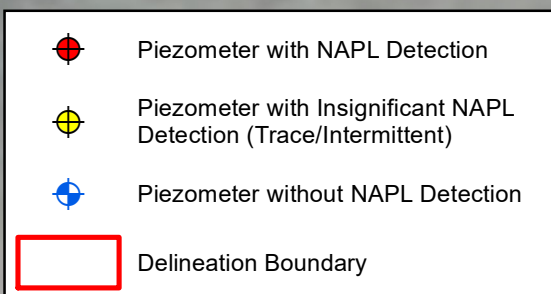 Piezometer with NAPL Detection
Piezometer with Insignificant NAPL
Detection (Trace/Intermittent)
Piezometer without NAPL Detection
Delineation Boundary